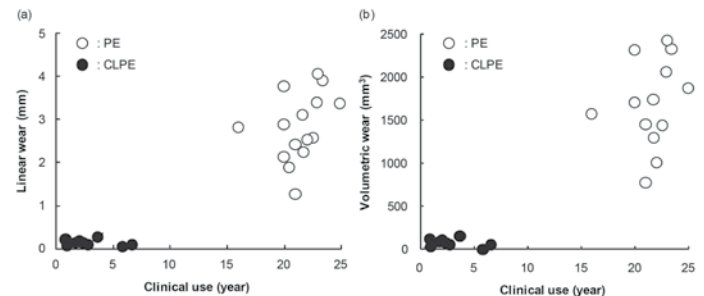 (a)
○ : PE
● : CLPE
Linear wear (mm)
5
4
3
2
1
0
0 5 10 15 20 25
Clinical use (year)
(b)
○ : PE
● : CLPE
Volumetric wear (mm³)
2500
2000
1500
1000
500
0
0 5 10 15 20 25
Clinical use (year)